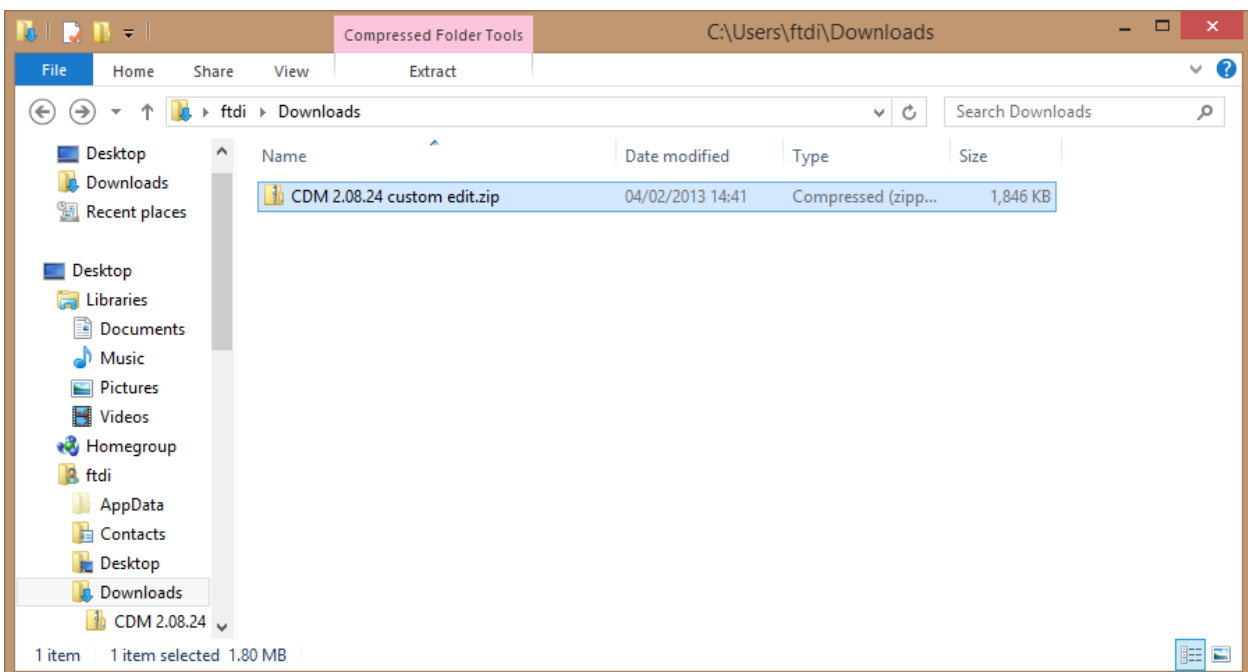 Compressed Folder Tools
C:\Users\ftdi\Downloads
File
Home
Share
View
Extract
ftdi
Downloads
Search Downloads
Desktop
Downloads
Recent places
Desktop
Libraries
Documents
Music
Pictures
Videos
Homegroup
ftdi
AppData
Contacts
Desktop
Downloads
CDM 2.08.24
Name
Date modified
Type
Size
CDM 2.08.24 custom edit.zip
04/02/2013 14:41
Compressed (zipp...
1,846 KB
1 item
1 item selected 1.80 MB